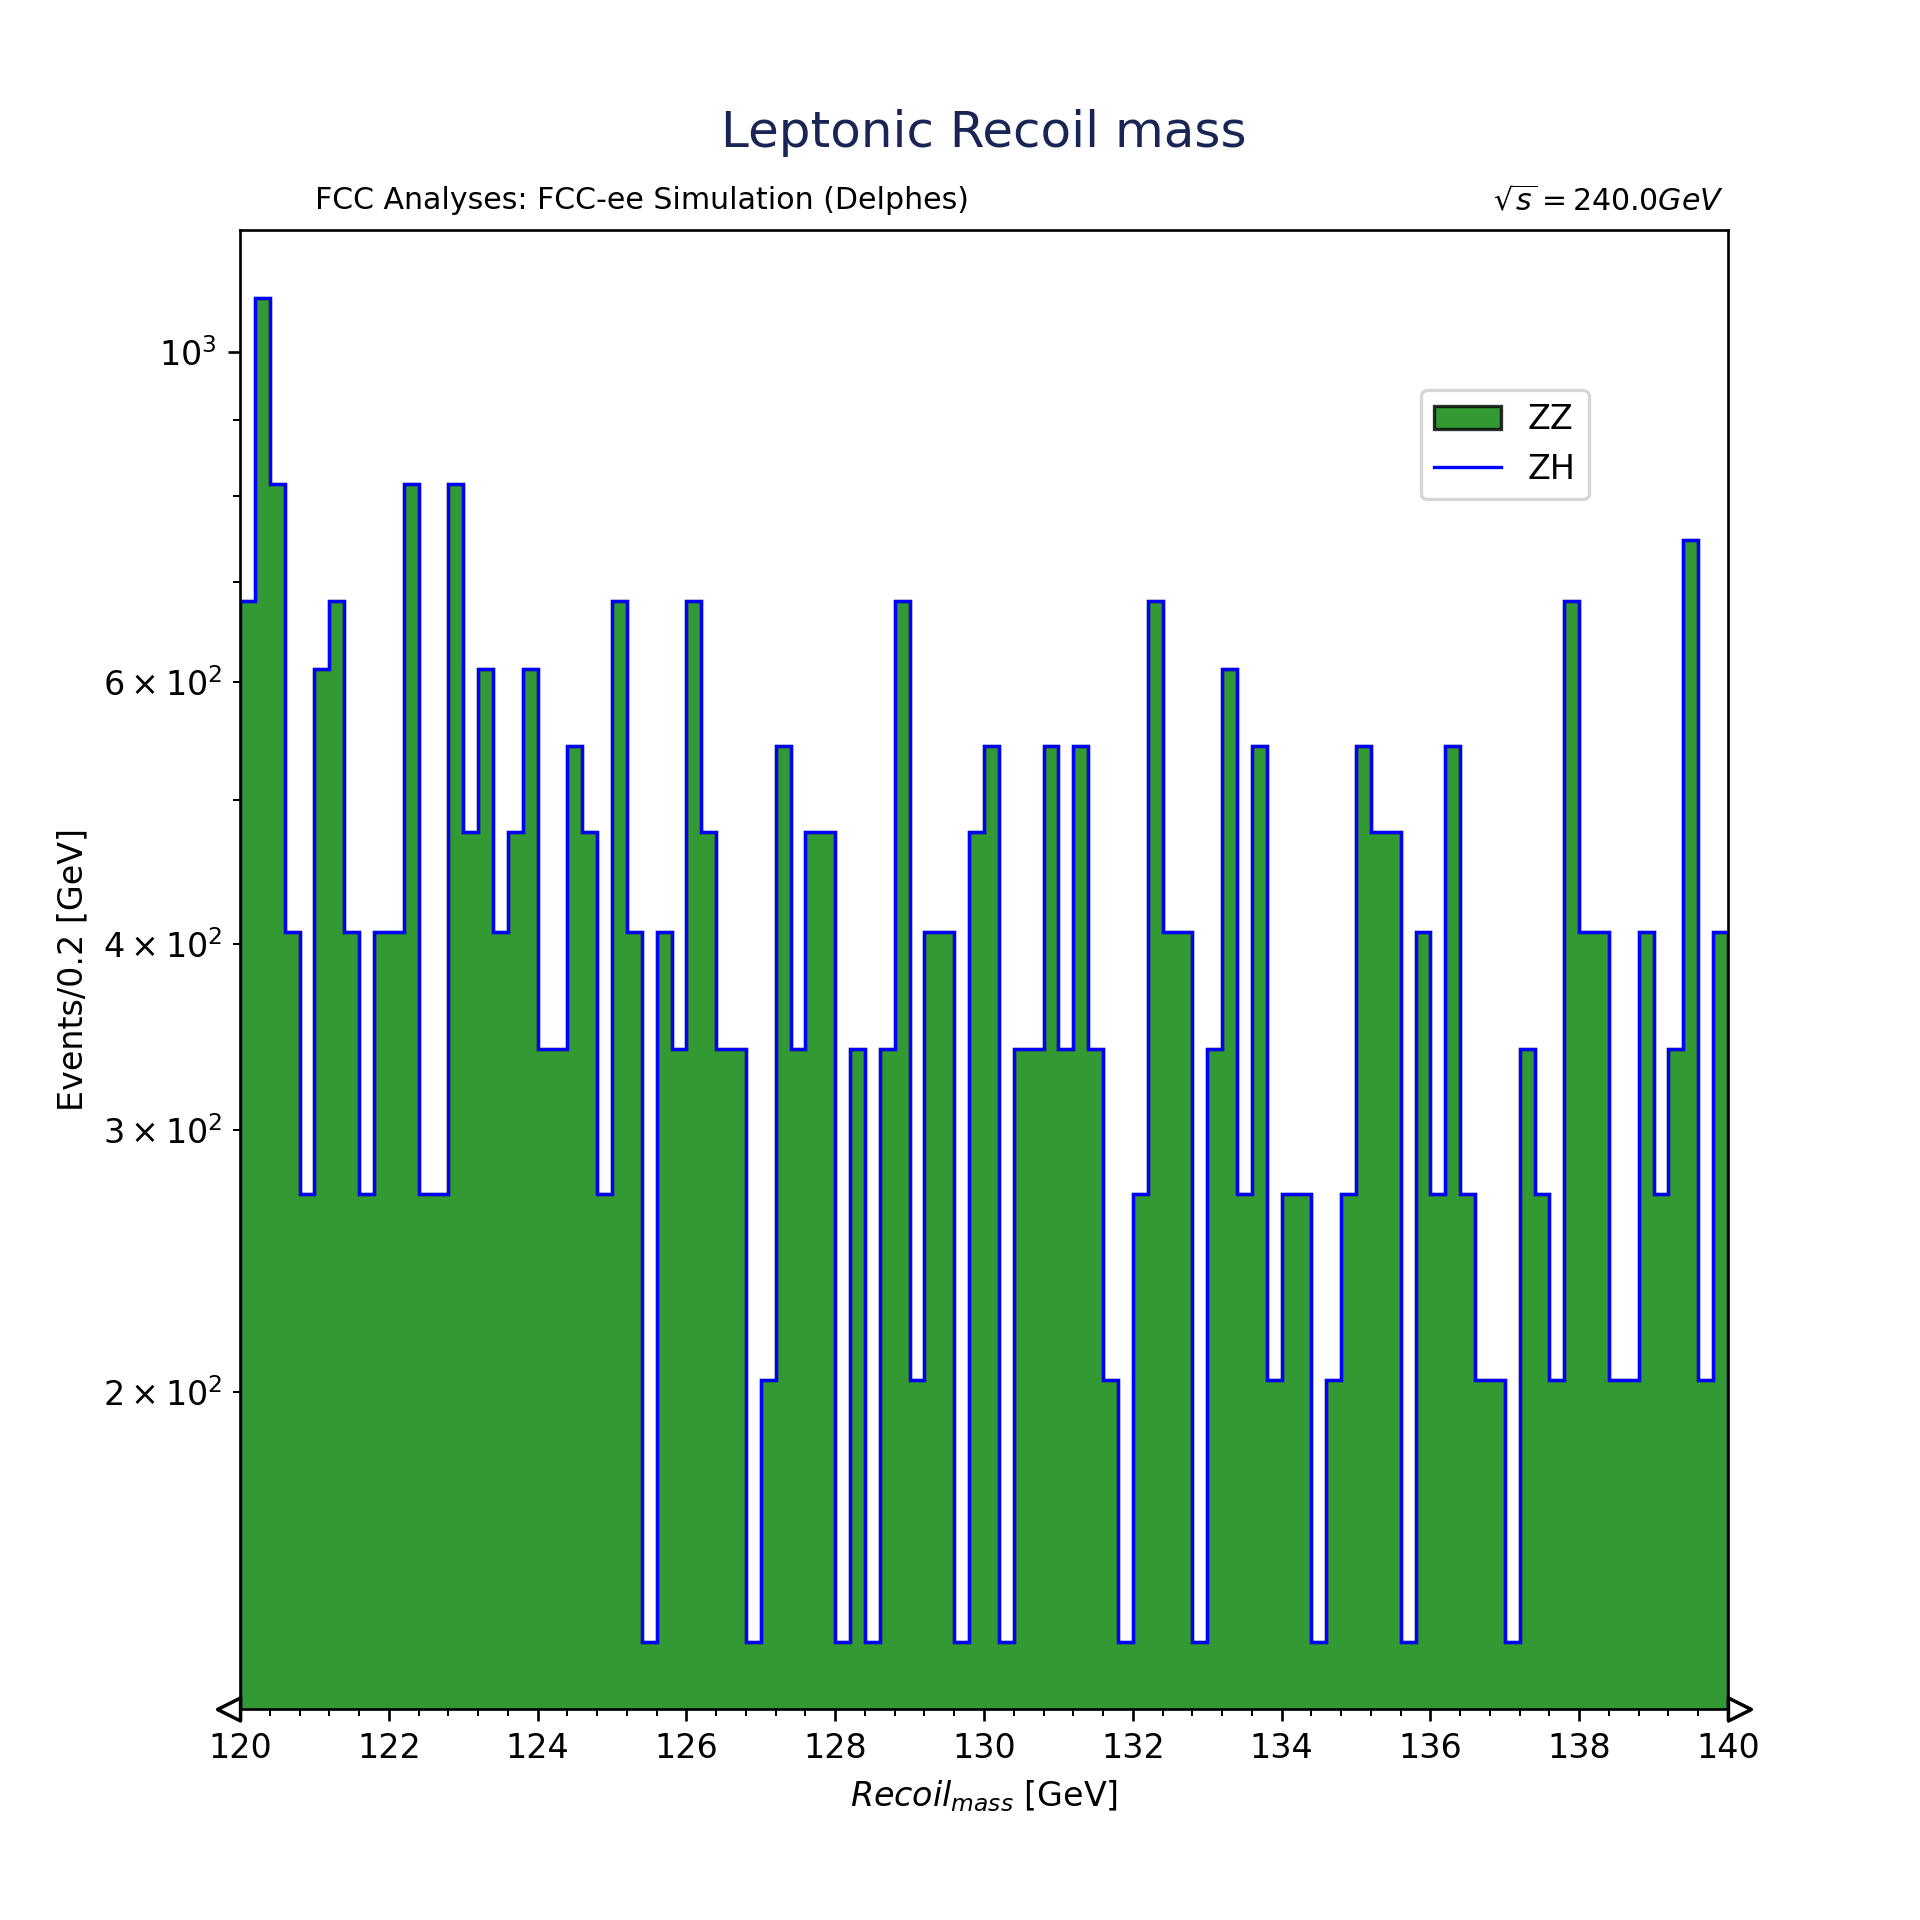 Leptonic Recoil mass
FCC Analyses: FCC-ee Simulation (Delphes)
√s = 240.0GeV
10³
ZZ
ZH
6 × 10²
4 × 10²
3 × 10²
2 × 10²
Events/0.2 [GeV]
120 122 124 126 128 130 132 134 136 138 140
Recoil_mass [GeV]